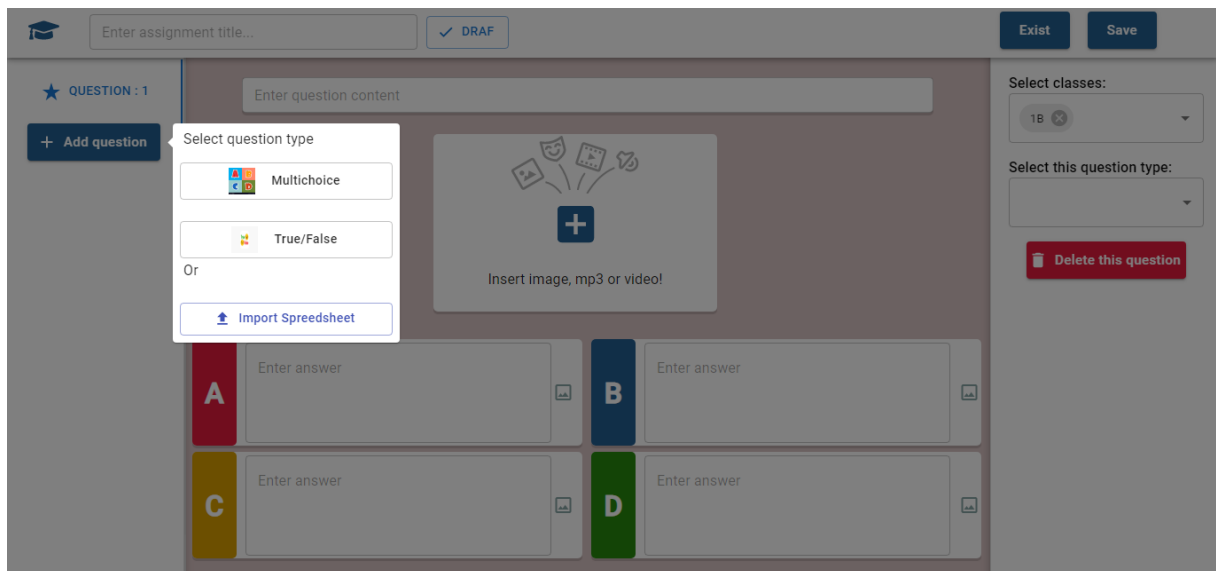 Enter assignment title...
DRAF
Exist
Save
QUESTION : 1
Add question
Select question type
Multichoice
True/False
Or
Import Spreedsheet
Enter question content
Insert image, mp3 or video!
A
Enter answer
B
Enter answer
C
Enter answer
D
Enter answer
Select classes:
1B
Select this question type:
Delete this question